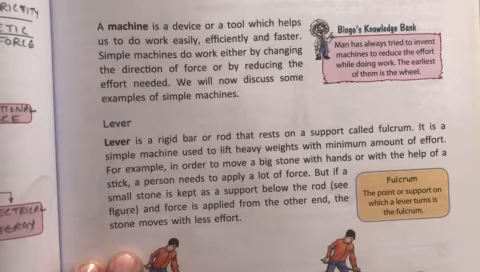 RICITY
ETIC
FORCE
A machine is a device or a tool which helps
us to do work easily, efficiently and faster.
Simple machines do work either by changing
the direction of force or by reducing the
effort needed. We will now discuss some
examples of simple machines.
Bingo's Knowledge Bank
Man has always tried to invent
machines to reduce the effort
while doing work. The earliest
of them is the wheel.
Lever
Lever is a rigid bar or rod that rests on a support called fulcrum. It is a
simple machine used to lift heavy weights with minimum amount of effort.
For example, in order to move a big stone with hands or with the help of a
stick, a person needs to apply a lot of force. But if a
small stone is kept as a support below the rod (see
figure) and force is applied from the other end, the
stone moves with less effort.
Fulcrum
The point or support on
which a lever turns is
the fulcrum.
TIONAL
CE
ECTRICAL
NERGY